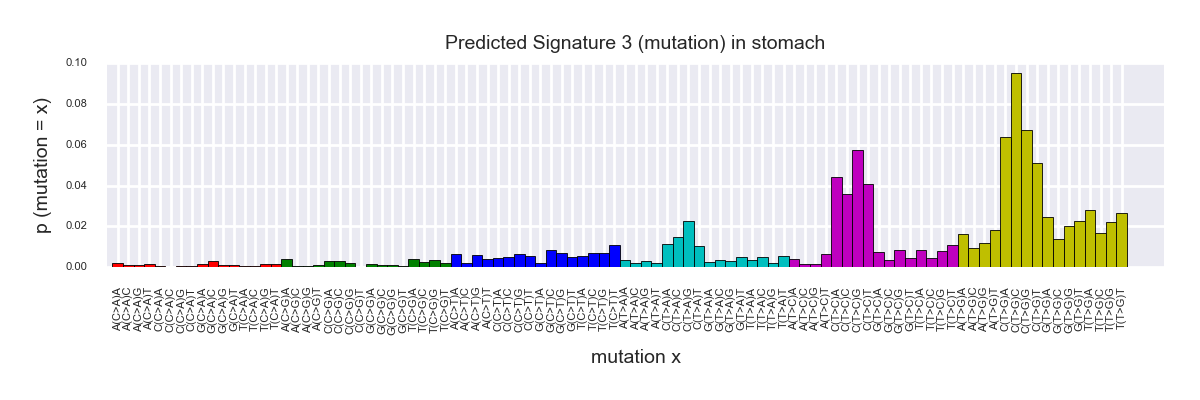 Predicted Signature 3 (mutation) in stomach
p (mutation = x)
0.10
0.08
0.06
0.04
0.02
0.00
A(C>A)A A(C>A)C A(C>A)G A(C>A)T C(C>A)A C(C>A)C C(C>A)G C(C>A)T G(C>A)A G(C>A)C G(C>A)G G(C>A)T T(C>A)A T(C>A)C T(C>A)G T(C>A)T A(C>G)A A(C>G)C A(C>G)G A(C>G)T C(C>G)A C(C>G)C C(C>G)G C(C>G)T G(C>G)A G(C>G)C G(C>G)G G(C>G)T T(C>G)A T(C>G)C T(C>G)G T(C>G)T A(C>T)A A(C>T)C A(C>T)G A(C>T)T C(C>T)A C(C>T)C C(C>T)G C(C>T)T G(C>T)A G(C>T)C G(C>T)G G(C>T)T T(C>T)A T(C>T)C T(C>T)G T(C>T)T A(T>A)A A(T>A)C A(T>A)G A(T>A)T C(T>A)A C(T>A)C C(T>A)G C(T>A)T G(T>A)A G(T>A)C G(T>A)G G(T>A)T T(T>A)A T(T>A)C T(T>A)G T(T>A)T A(T>C)A A(T>C)C A(T>C)G A(T>C)T C(T>C)A C(T>C)C C(T>C)G C(T>C)T G(T>C)A G(T>C)C G(T>C)G G(T>C)T T(T>C)A T(T>C)C T(T>C)G T(T>C)T A(T>G)A A(T>G)C A(T>G)G A(T>G)T C(T>G)A C(T>G)C C(T>G)G C(T>G)T G(T>G)A G(T>G)C G(T>G)G G(T>G)T T(T>G)A T(T>G)C T(T>G)G T(T>G)T
mutation x